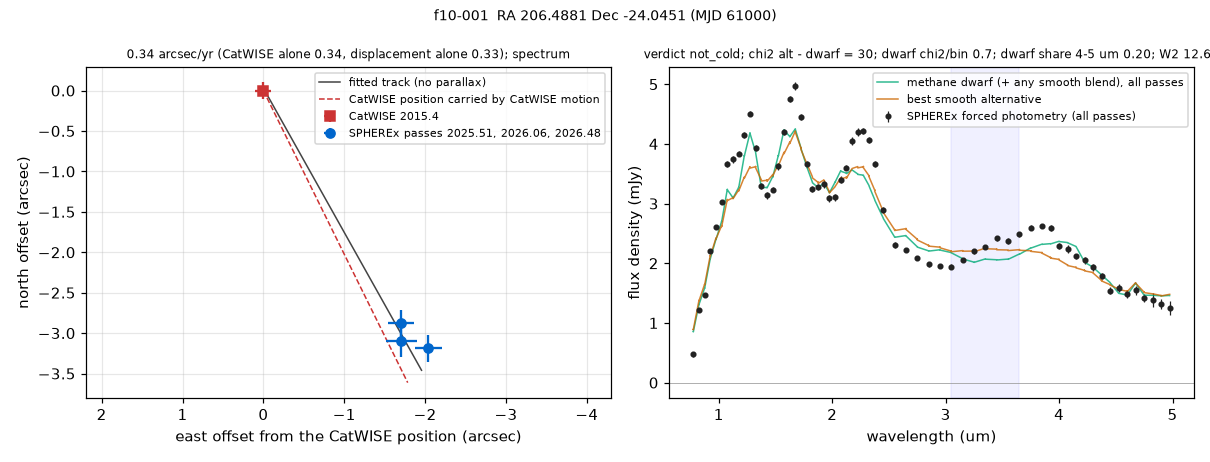 f10-001  RA 206.4881 Dec -24.0451 (MJD 61000)
0.34 arcsec/yr (CatWISE alone 0.34, displacement alone 0.33); spectrum
fitted track (no parallax)
CatWISE position carried by CatWISE motion
CatWISE 2015.4
SPHEREx passes 2025.51, 2026.06, 2026.48
0.0
−0.5
−1.0
−1.5
−2.0
−2.5
−3.0
−3.5
north offset (arcsec)
2 1 0 −1 −2 −3 −4
east offset from the CatWISE position (arcsec)
verdict not_cold; chi2 alt - dwarf = 30; dwarf chi2/bin 0.7; dwarf share 4-5 um 0.20; W2 12.6
methane dwarf (+ any smooth blend), all passes
best smooth alternative
SPHEREx forced photometry (all passes)
5
4
3
2
1
0
flux density (mJy)
1 2 3 4 5
wavelength (um)